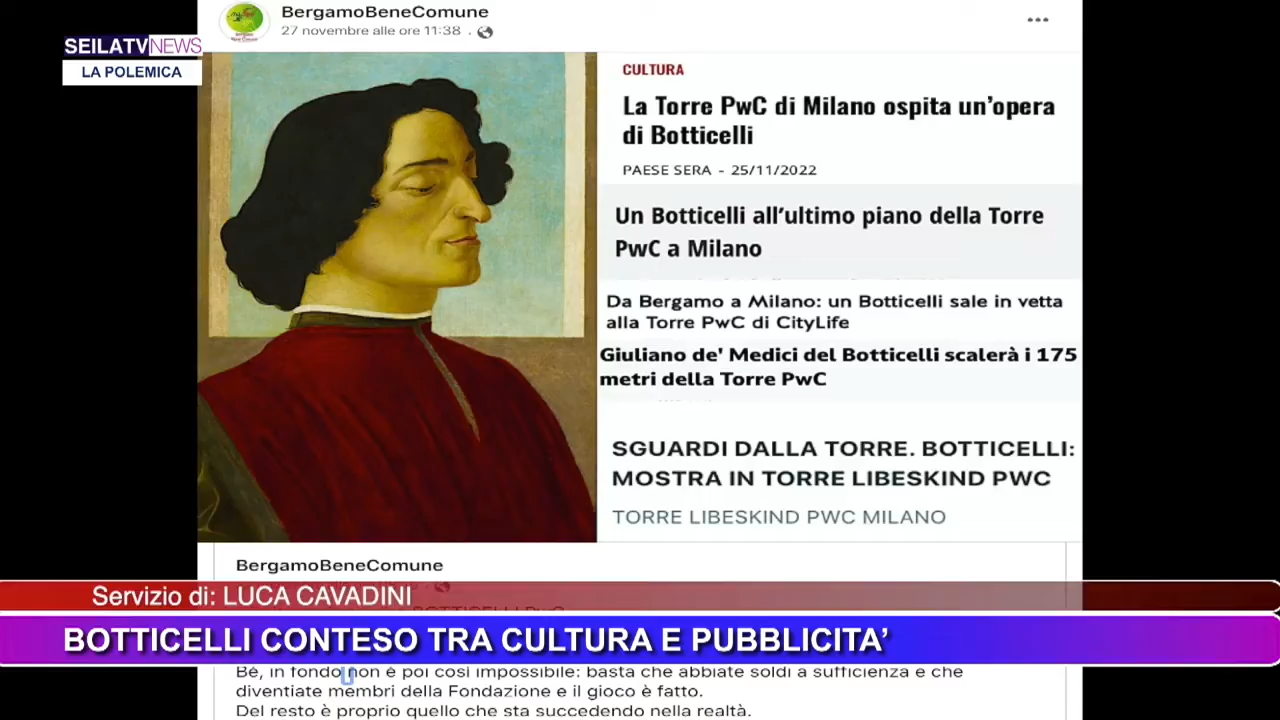 BergamoBeneComune
27 novembre alle ore 11:38 ·
SEILATV NEWS
LA POLEMICA
CULTURA
La Torre PwC di Milano ospita un'opera
di Botticelli
PAESE SERA - 25/11/2022
Un Botticelli all'ultimo piano della Torre
PwC a Milano
Da Bergamo a Milano: un Botticelli sale in vetta
alla Torre PwC di CityLife
Giuliano de' Medici del Botticelli scalerà i 175
metri della Torre PwC
SGUARDI DALLA TORRE. BOTTICELLI:
MOSTRA IN TORRE LIBESKIND PWC
TORRE LIBESKIND PWC MILANO
BergamoBeneComune
Servizio di: LUCA CAVADINI
BOTTICELLI PwC
BOTTICELLI CONTESO TRA CULTURA E PUBBLICITA'
Bè, in fondo non è poi così impossibile: basta che abbiate soldi a sufficienza e che
diventiate membri della Fondazione e il gioco è fatto.
Del resto è proprio quello che sta succedendo nella realtà.